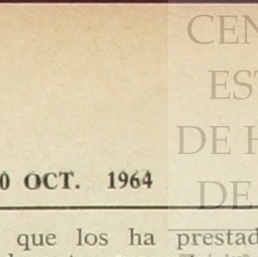 CEN
EST
DE H
DE
0 OCT. 1964
que los ha prestad